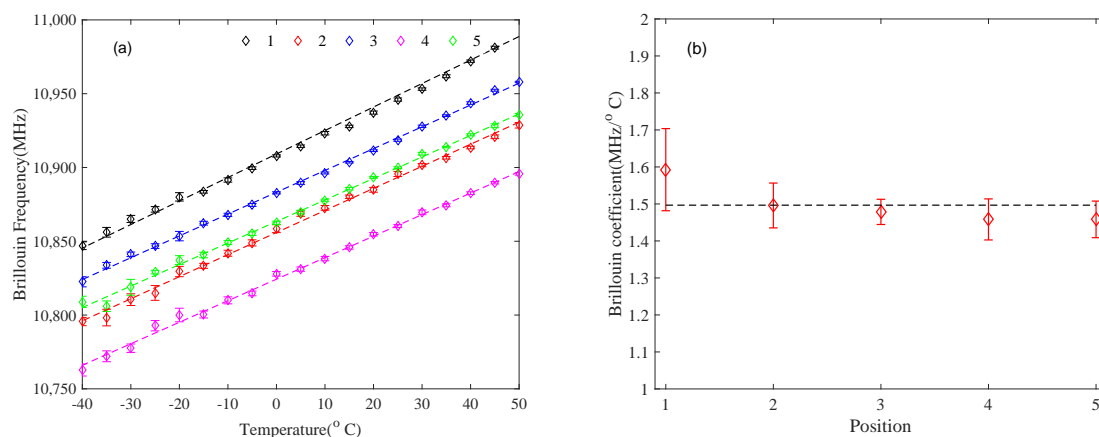 (a)
1 2 3 4 5
11,000
10,950
10,900
10,850
10,800
10,750
Brillouin Frequency(MHz)
-40 -30 -20 -10 0 10 20 30 40 50
Temperature(° C)
(b)
2
1.9
1.8
1.7
1.6
1.5
1.4
1.3
1.2
1.1
1
Brillouin coefficient(MHz/° C)
1 2 3 4 5
Position